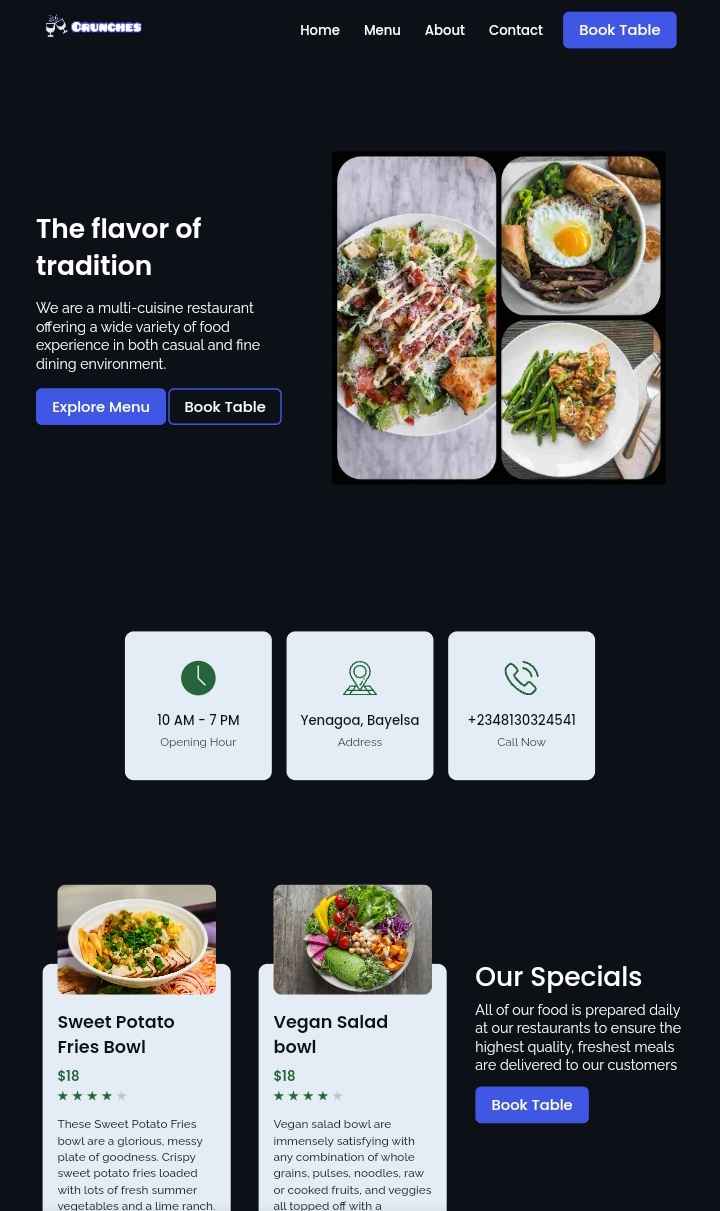 Crunches
Home Menu About Contact Book Table
The flavor of
tradition
We are a multi-cuisine restaurant
offering a wide variety of food
experience in both casual and fine
dining environment.
Explore Menu Book Table
10 AM - 7 PM
Opening Hour
Yenagoa, Bayelsa
Address
+2348130324541
Call Now
Sweet Potato
Fries Bowl
$18
These Sweet Potato Fries
bowl are a glorious, messy
plate of goodness. Crispy
sweet potato fries loaded
with lots of fresh summer
vegetables and a lime ranch.
Vegan Salad
bowl
$18
Vegan salad bowl are
immensely satisfying with
any combination of whole
grains, pulses, noodles, raw
or cooked fruits, and veggies
all topped off with a
Our Specials
All of our food is prepared daily
at our restaurants to ensure the
highest quality, freshest meals
are delivered to our customers
Book Table